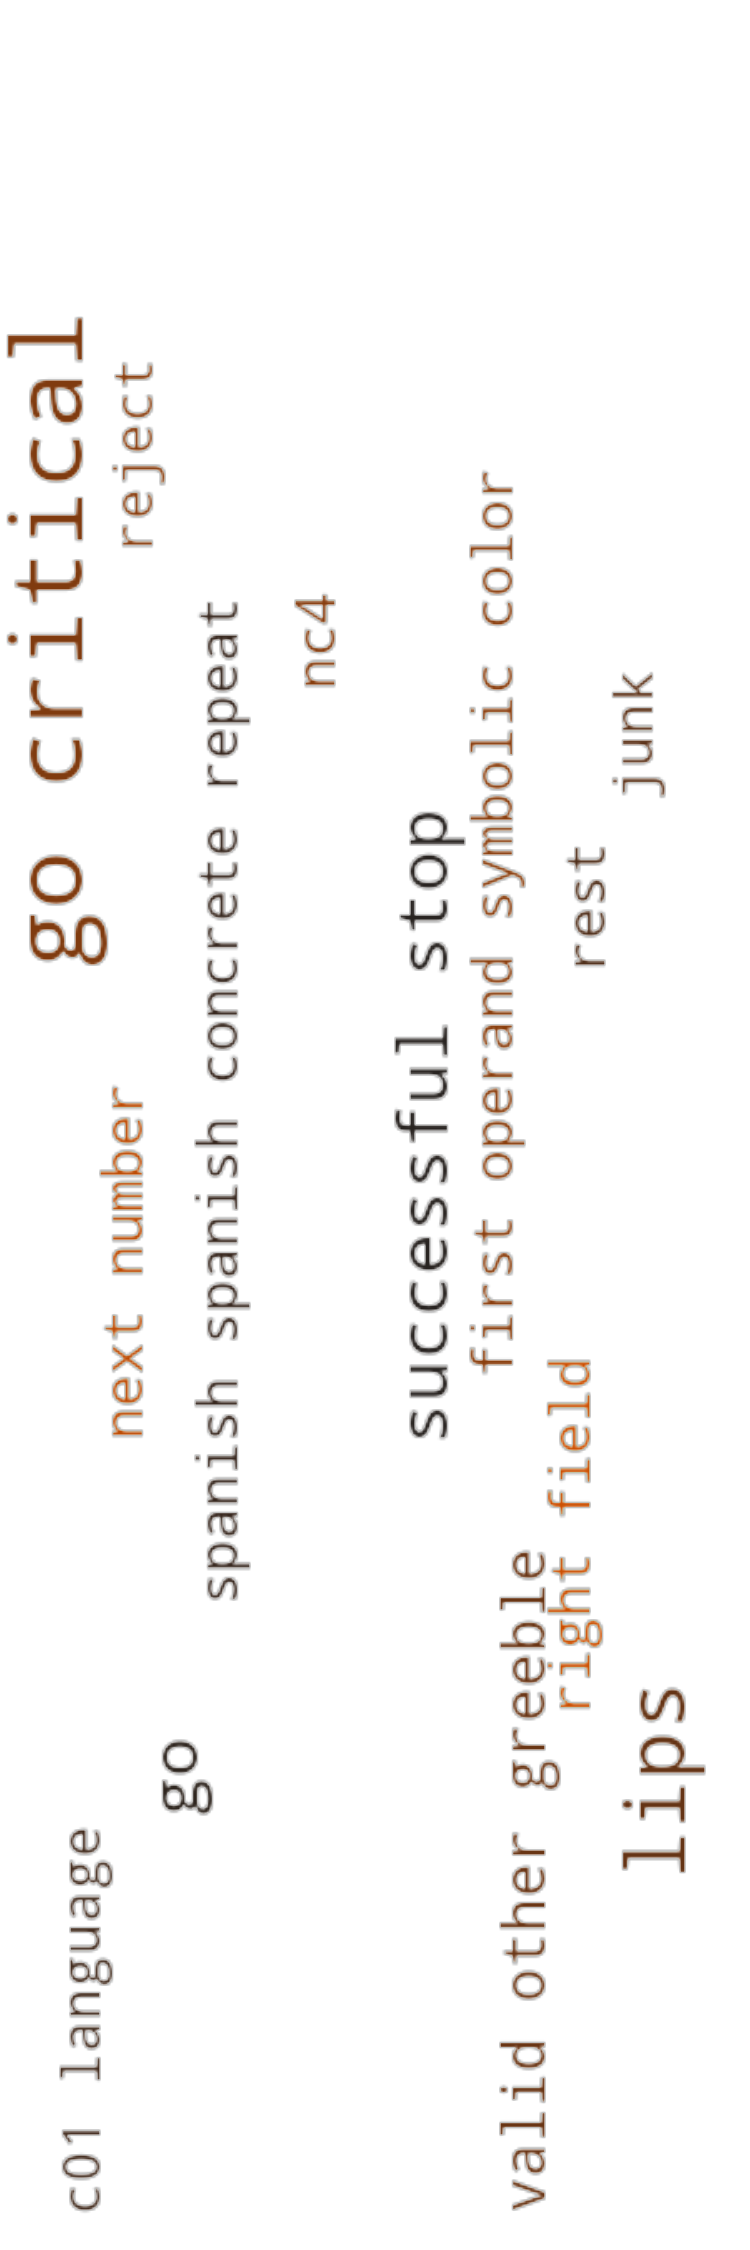 go critical
reject
next number
c01 language
go
spanish spanish concrete repeat
nc4
successful stop
first operand symbolic color
valid other greeble
right field
rest
junk
lips